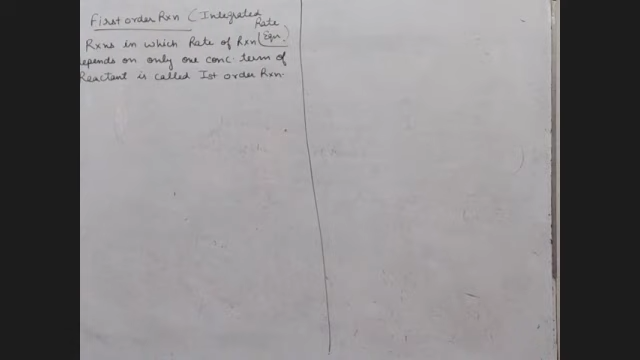 First order Rxn (Integrated
Rate
Eqn.)
Rxns in which Rate of Rxn
epends on only one conc. term of
Reactant is called Ist order Rxn.